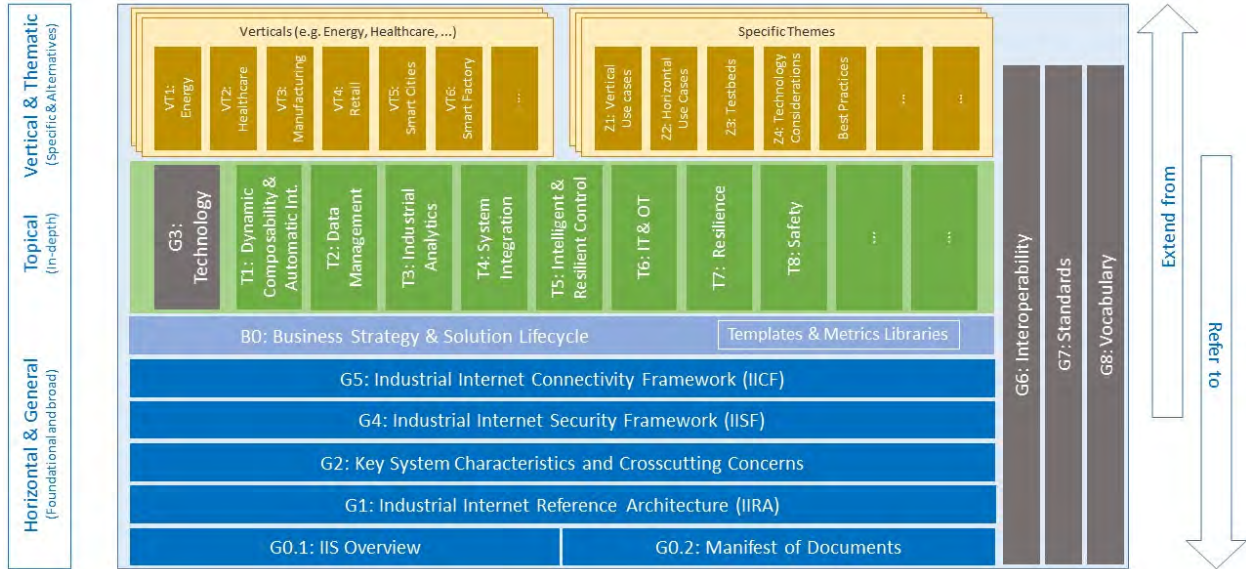 Vertical & Thematic
(Specific & Alternatives)
Topical
(In-depth)
Horizontal & General
(Foundational and broad)
Verticals (e.g. Energy, Healthcare, ...)
VT1:
Energy
VT2:
Healthcare
VT3:
Manufacturing
VT4:
Retail
VT5:
Smart Cities
VT6:
Smart Factory
...
Specific Themes
Z1: Vertical
Use cases
Z2: Horizontal
Use Cases
Z3: Testbeds
Z4: Technology
Considerations
Best Practices
...
...
G3:
Technology
T1: Dynamic
Composability &
Automatic Int.
T2: Data
Management
T3: Industrial
Analytics
T4: System
Integration
T5: Intelligent &
Resilient Control
T6: IT & OT
T7: Resilience
T8: Safety
...
...
B0: Business Strategy & Solution Lifecycle
Templates & Metrics Libraries
G5: Industrial Internet Connectivity Framework (IICF)
G4: Industrial Internet Security Framework (IISF)
G2: Key System Characteristics and Crosscutting Concerns
G1: Industrial Internet Reference Architecture (IIRA)
G0.1: IIS Overview
G0.2: Manifest of Documents
G6: Interoperability
G7: Standards
G8: Vocabulary
Extend from
Refer to